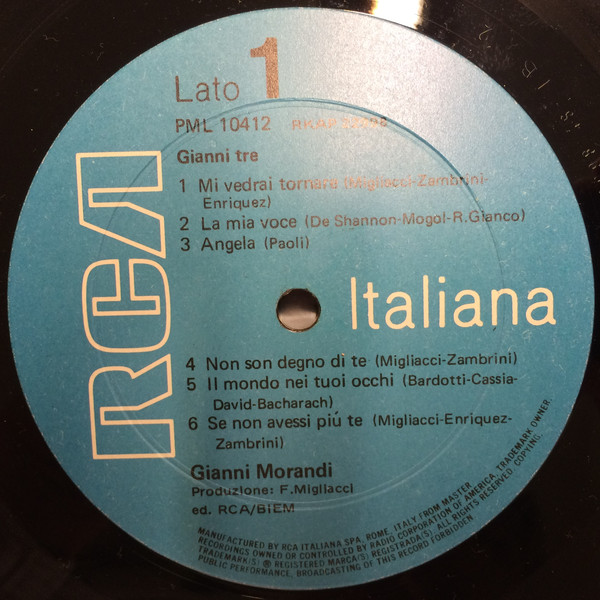 Lato 1
PML 10412
Gianni tre
1 Mi vedrai tornare (Migliacci-Zambrini-
Enriquez)
2 La mia voce (De Shannon-Mogol-R.Gianco)
3 Angela (Paoli)
RCA Italiana
4 Non son degno di te (Migliacci-Zambrini)
5 Il mondo nei tuoi occhi (Bardotti-Cassia-
David-Bacharach)
6 Se non avessi piú te (Migliacci-Enriquez-
Zambrini)
Gianni Morandi
Produzione: F.Migliacci
ed. RCA/BIEM
MANUFACTURED BY RCA ITALIANA SPA, ROME, ITALY FROM MASTER
RECORDINGS OWNED OR CONTROLLED BY RADIO CORPORATION OF AMERICA. TRADEMARK OWNER.
TRADEMARK(S) ® REGISTERED MARCA(S) REGISTRADA(S) ALL RIGHTS RESERVED. COPYING,
PUBLIC PERFORMANCE, BROADCASTING OF THIS RECORD FORBIDDEN